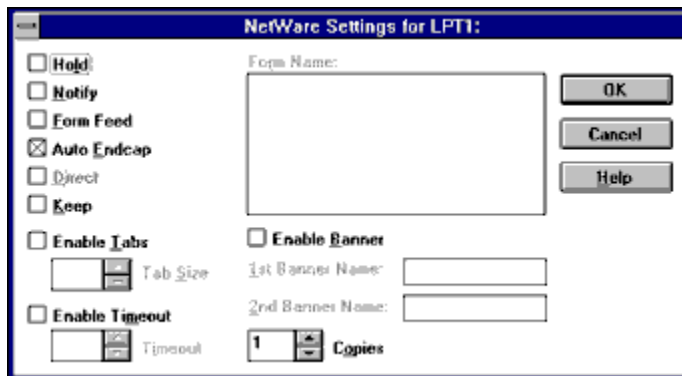 NetWare Settings for LPT1:
Hold
Notify
Form Feed
Auto Endcap
Direct
Keep
Form Name:
OK
Cancel
Help
Enable Tabs
Tab Size
Enable Timeout
Timeout
Enable Banner
1st Banner Name:
2nd Banner Name:
1 Copies